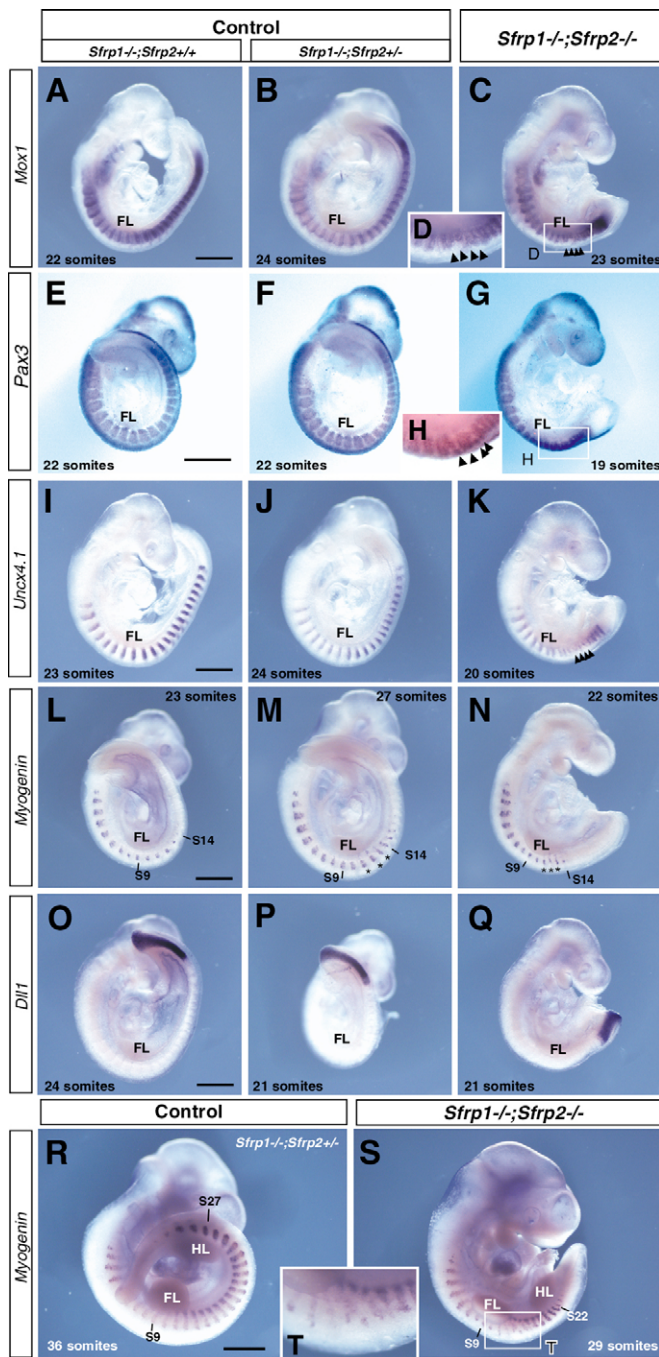 Control
Sfrp1-/-;Sfrp2-/-
Sfrp1-/-;Sfrp2+/+
Sfrp1-/-;Sfrp2+/-
Mox1
A
B
C
FL
FL
FL
D
D
22 somites
24 somites
23 somites
Pax3
E
F
G
FL
FL
FL
H
H
22 somites
22 somites
19 somites
Uncx4.1
I
J
K
FL
FL
FL
23 somites
24 somites
20 somites
Myogenin
23 somites
27 somites
22 somites
L
M
N
FL
FL
FL
S14
S14
S14
S9
S9
S9
***
***
Dll1
O
P
Q
FL
FL
FL
24 somites
21 somites
21 somites
Control
Sfrp1-/-;Sfrp2-/-
Myogenin
R
Sfrp1-/-;Sfrp2+/-
S
S27
HL
HL
FL
FL
S22
S9
S9
T
T
36 somites
29 somites